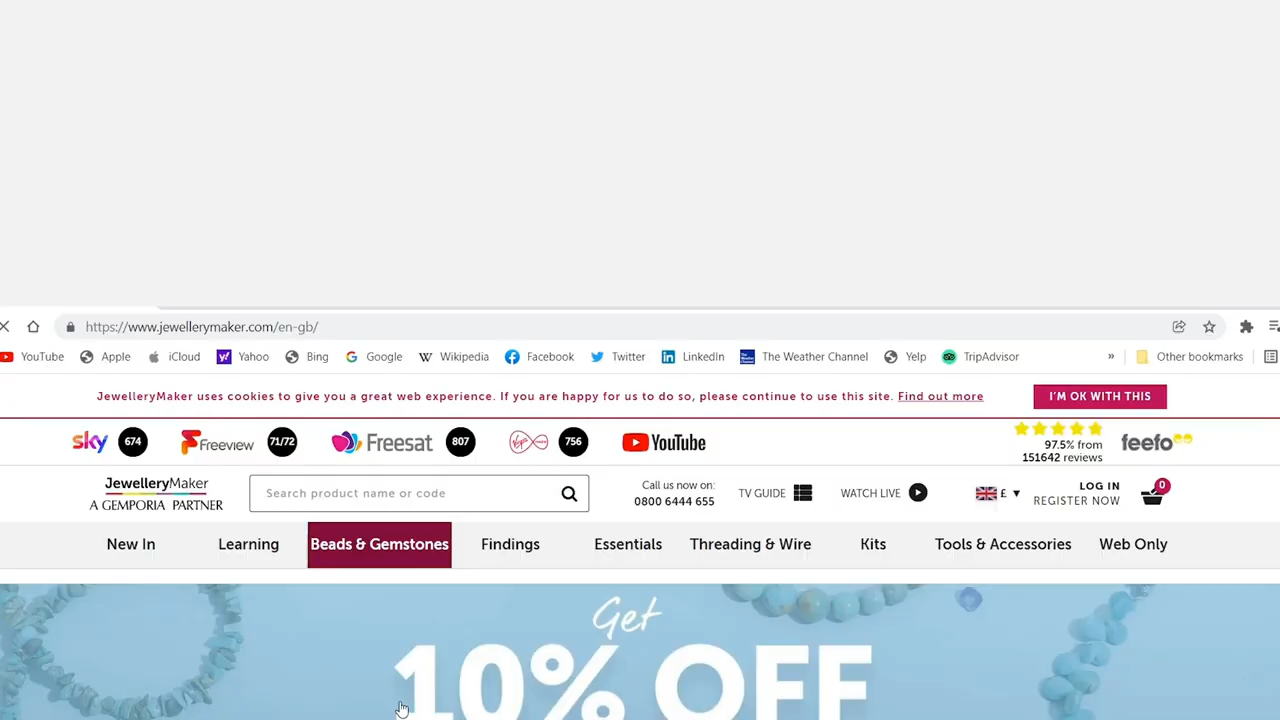 https://www.jewellerymaker.com/en-gb/
YouTube Apple iCloud Yahoo Bing Google Wikipedia Facebook Twitter LinkedIn The Weather Channel Yelp TripAdvisor » Other bookmarks
JewelleryMaker uses cookies to give you a great web experience. If you are happy for us to do so, please continue to use this site. Find out more I'M OK WITH THIS
sky 674 Freeview 71/72 Freesat 807 756 YouTube
97.5% from
151642 reviews
feefo
JewelleryMaker
A GEMPORIA PARTNER
Search product name or code
Call us now on:
0800 6444 655
TV GUIDE
WATCH LIVE
£
LOG IN
REGISTER NOW
0
New In Learning Beads & Gemstones Findings Essentials Threading & Wire Kits Tools & Accessories Web Only
Get
10% OFF